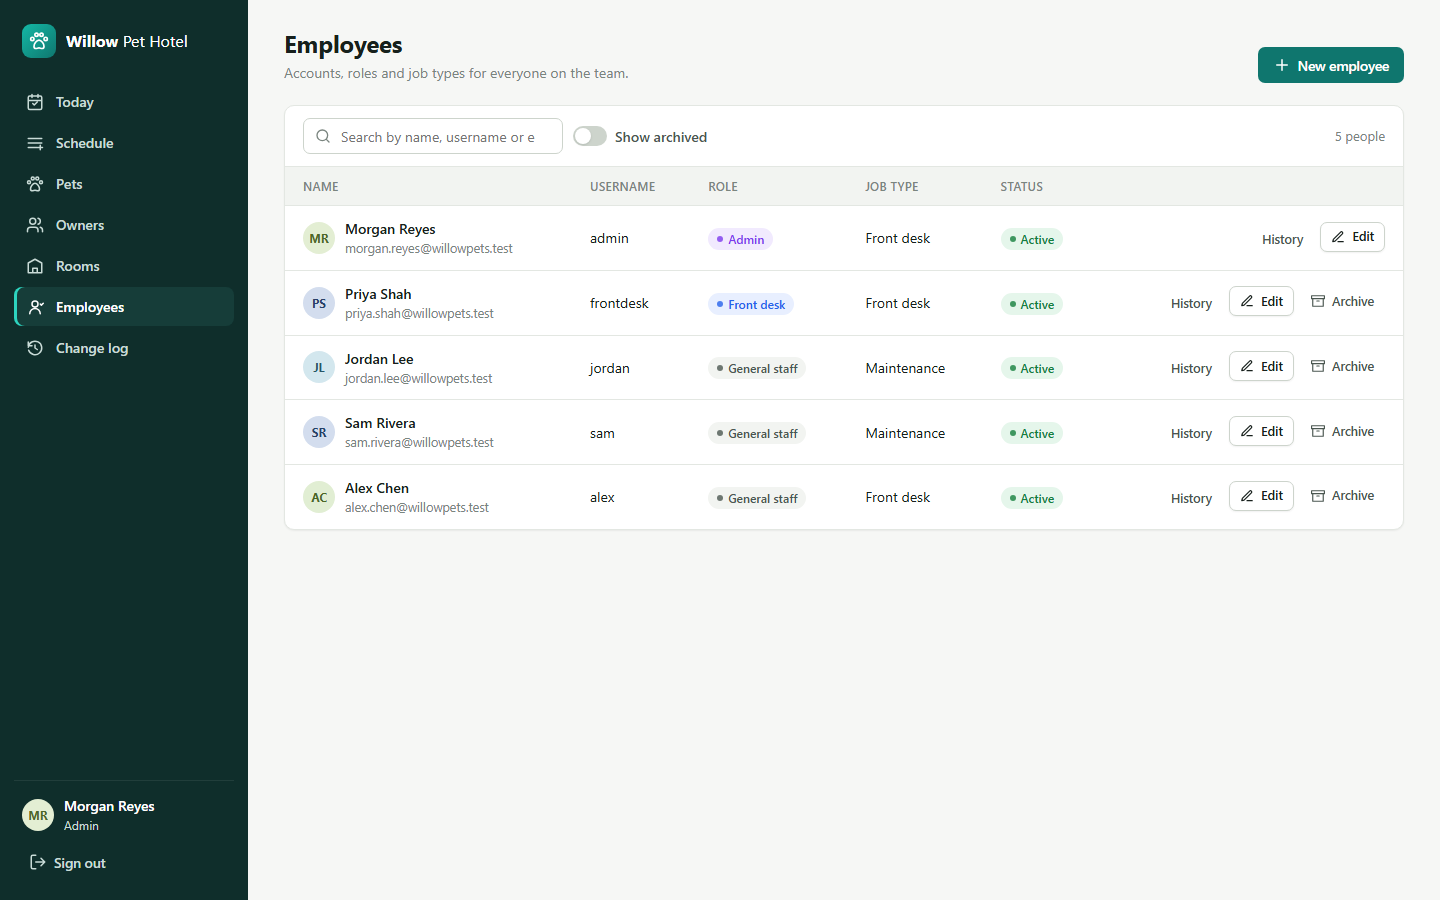 Willow Pet Hotel
Today
Schedule
Pets
Owners
Rooms
Employees
Change log
MR
Morgan Reyes
Admin
Sign out
Employees
Accounts, roles and job types for everyone on the team.
New employee
Search by name, username or e
Show archived
5 people
NAME USERNAME ROLE JOB TYPE STATUS
MR Morgan Reyes admin Admin Front desk Active History Edit
morgan.reyes@willowpets.test
PS Priya Shah frontdesk Front desk Front desk Active History Edit Archive
priya.shah@willowpets.test
JL Jordan Lee jordan General staff Maintenance Active History Edit Archive
jordan.lee@willowpets.test
SR Sam Rivera sam General staff Maintenance Active History Edit Archive
sam.rivera@willowpets.test
AC Alex Chen alex General staff Front desk Active History Edit Archive
alex.chen@willowpets.test